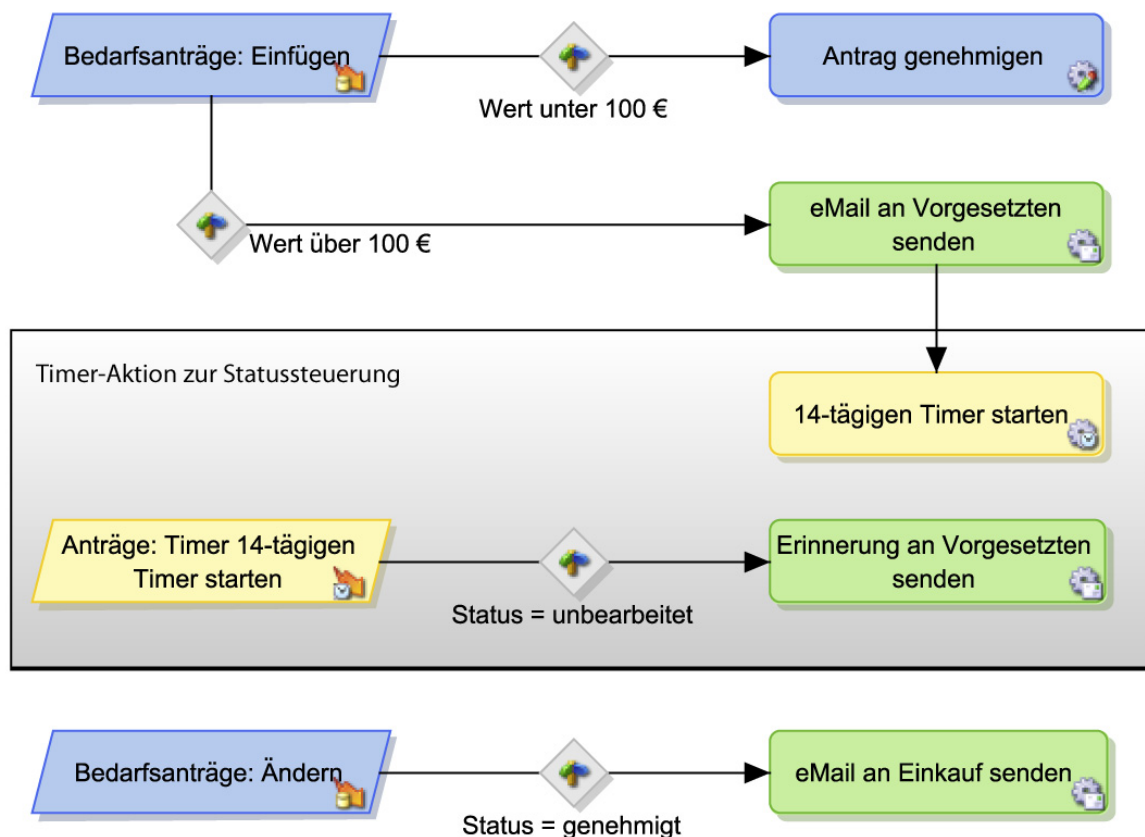 Bedarfsanträge: Einfügen
Wert unter 100 €
Antrag genehmigen
Wert über 100 €
eMail an Vorgesetzten
senden
Timer-Aktion zur Statussteuerung
14-tägigen Timer starten
Anträge: Timer 14-tägigen
Timer starten
Status = unbearbeitet
Erinnerung an Vorgesetzten
senden
Bedarfsanträge: Ändern
Status = genehmigt
eMail an Einkauf senden